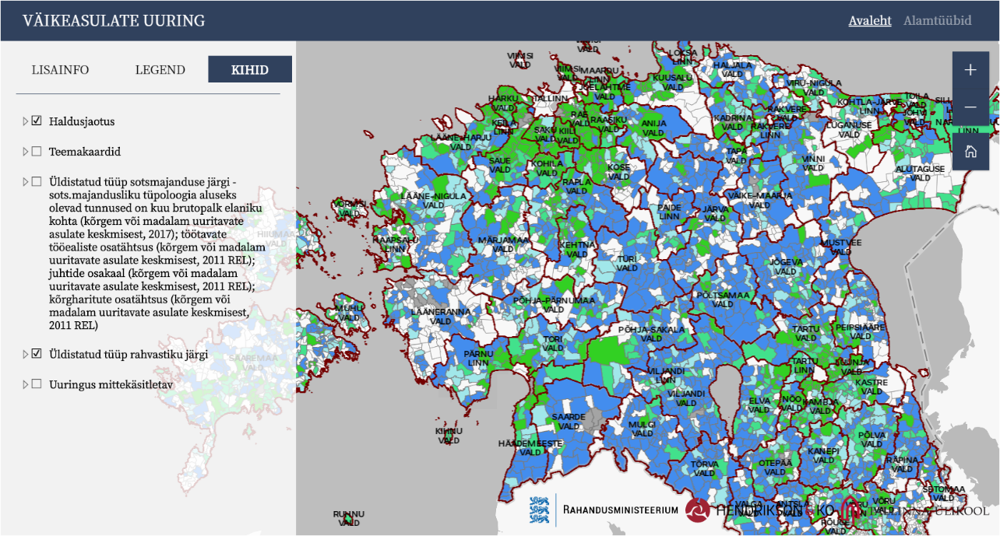 VÄIKEASULATE UURING
Avaleht Alamtüübid
LISAINFO LEGEND KIHID
Haldusjaotus
Teemakaardid
Üldistatud tüüp sotsmajanduse järgi -
sots.majandusliku tüpoloogia aluseks
olevad tunnused on kuu brutopalk elaniku
kohta (kõrgem või madalam uuritavate
asulate keskmisest, 2017); töötavate
tööealiste osatähtsus (kõrgem või madalam
uuritavate asulate keskmisest, 2011 REL);
juhtide osakaal (kõrgem või madalam
uuritavate asulate keskmisest, 2011 REL);
kõrgharitute osatähtsus (kõrgem või
madalam uuritavate asulate keskmisest,
2011 REL)
Üldistatud tüüp rahvastiku järgi
Uuringus mittekäsitletav
HIIUMAA
VALD
SAAREMAA
VALD
VORMSI
VALD
MUHU
VALD
RUHNU
VALD
KIHNU
VALD
VIIMSI
VALD
VIIMSI
VALD
MAARDU
LINN
JÕELÄHTME
VALD
LOKSA
LINN
KUUSALU
VALD
HALJALA
VALD
VIRU-NIGULA
VALD
KOHTLA-JÄRVE
LINN
TOILA
VALD
JÕHVI
VALD
LINN
HARKU
VALD
TALLINN
KEILA
LINN
RAE
VALD
RAASIKU
VALD
ANIJA
VALD
KADRINA
VALD
RAKVERE
VALD
RAKVERE
LINN
LÜGANUSE
VALD
ALUTAGUSE
VALD
LÄÄNE-HARJU
VALD
SAKU
VALD
KIILI
VALD
SAUE
VALD
KOHILA
VALD
KOSE
VALD
TAPA
VALD
VINNI
VALD
RAPLA
VALD
LÄÄNE-NIGULA
VALD
PAIDE
LINN
JÄRVA
VALD
VÄIKE-MAARJA
VALD
HAAPSALU
LINN
MÄRJAMAA
VALD
KEHTNA
VALD
TÜRI
VALD
JÕGEVA
VALD
MUSTVEE
VALD
LÄÄNERANNA
VALD
PÕHJA-PÄRNUMAA
VALD
PÕLTSAMAA
VALD
PÕHJA-SAKALA
VALD
TARTU
VALD
PEIPSIÄÄRE
VALD
TORI
VALD
PÄRNU
LINN
TARTU
LINN
LUUNJA
VALD
KASTRE
VALD
VILJANDI
LINN
VILJANDI
VALD
ELVA
VALD
NÕO
VALD
KAMBJA
VALD
SAARDE
VALD
MULGI
VALD
HÄÄDEMEESTE
VALD
PÕLVA
VALD
KANEPI
VALD
RÄPINA
VALD
TÕRVA
VALD
OTEPÄÄ
VALD
SETOMAA
VALD
VALGA
VALD
ANTSLA
VALD
VÕRU
VALD
RÕUGE
VALD
RAHANDUSMINISTEERIUM
HENDRIKSON & KO
TALLINNA ÜLIKOOL